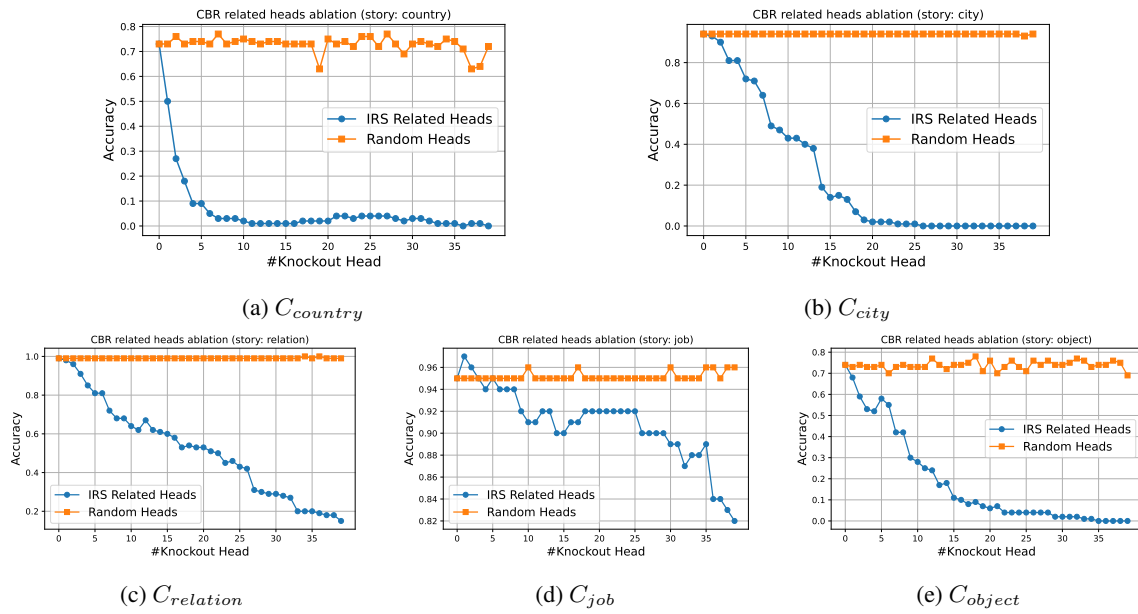 CBR related heads ablation (story: country)
Accuracy
0.8
0.7
0.6
0.5
0.4
0.3
0.2
0.1
0.0
IRS Related Heads
Random Heads
0 5 10 15 20 25 30 35
#Knockout Head
(a) C_country
CBR related heads ablation (story: city)
Accuracy
0.8
0.6
0.4
0.2
0.0
IRS Related Heads
Random Heads
0 5 10 15 20 25 30 35
#Knockout Head
(b) C_city
CBR related heads ablation (story: relation)
Accuracy
1.0
0.8
0.6
0.4
0.2
IRS Related Heads
Random Heads
0 5 10 15 20 25 30 35
#Knockout Head
(c) C_relation
CBR related heads ablation (story: job)
Accuracy
0.96
0.94
0.92
0.90
0.88
0.86
0.84
0.82
IRS Related Heads
Random Heads
0 5 10 15 20 25 30 35
#Knockout Head
(d) C_job
CBR related heads ablation (story: object)
Accuracy
0.8
0.7
0.6
0.5
0.4
0.3
0.2
0.1
0.0
IRS Related Heads
Random Heads
0 5 10 15 20 25 30 35
#Knockout Head
(e) C_object